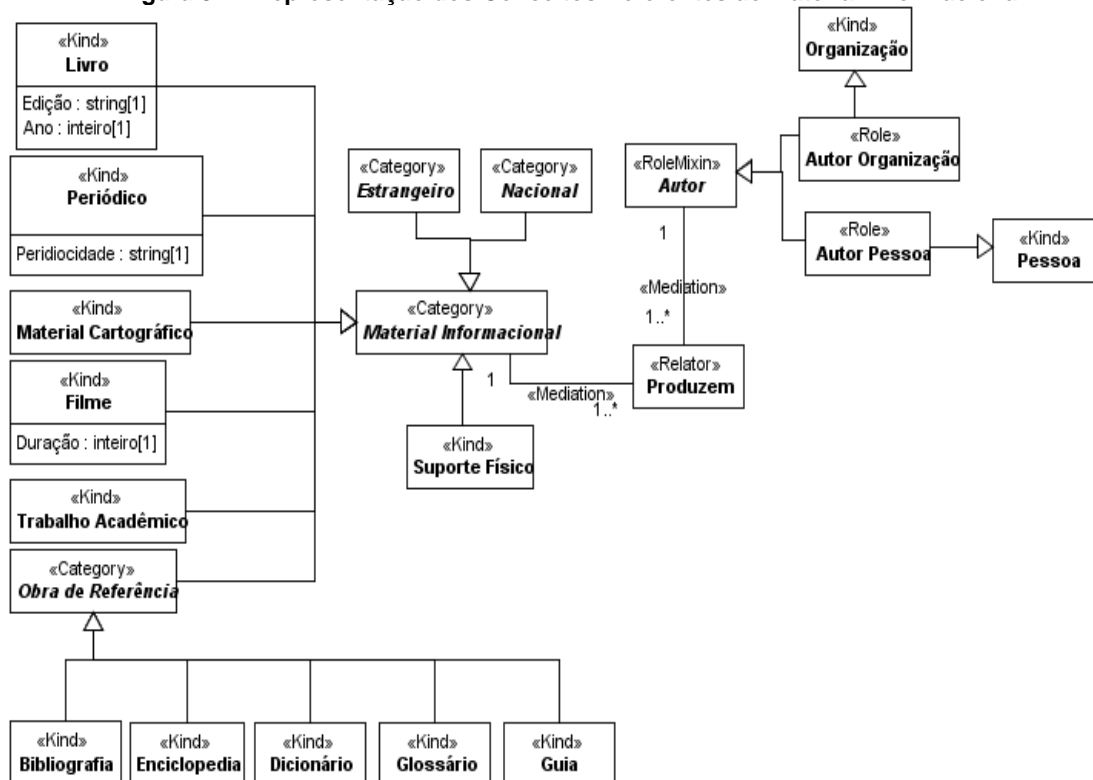 «Kind»
Livro
Edição : string[1]
Ano : inteiro[1]
«Kind»
Periódico
Peridiocidade : string[1]
«Kind»
Material Cartográfico
«Kind»
Filme
Duração : inteiro[1]
«Kind»
Trabalho Acadêmico
«Category»
Obra de Referência
«Kind»
Bibliografia
«Kind»
Enciclopedia
«Kind»
Dicionário
«Kind»
Glossário
«Kind»
Guia
«Category»
Estrangeiro
«Category»
Nacional
«Category»
Material Informacional
«Kind»
Suporte Físico
1
«Mediation»
1..*
«Relator»
Produzem
«RoleMixin»
Autor
1
«Mediation»
1..*
«Kind»
Organização
«Role»
Autor Organização
«Role»
Autor Pessoa
«Kind»
Pessoa